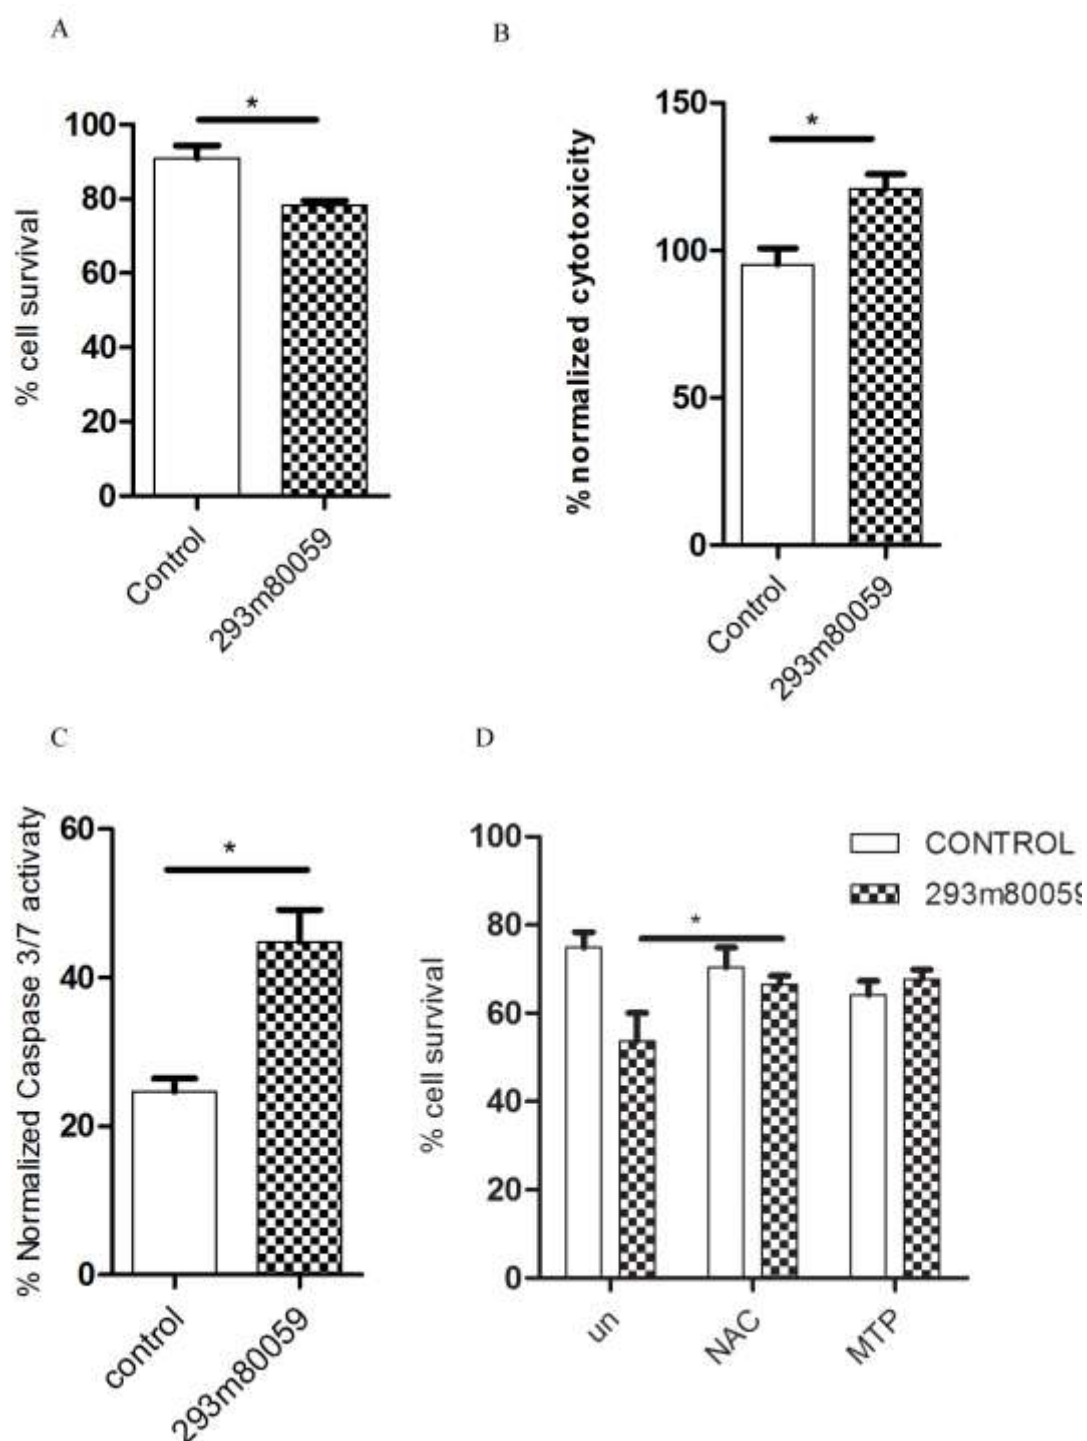 A
*
100
80
60
40
20
0
% cell survival
Control
293m80059
B
*
150
100
50
0
% normalized cytotoxicity
Control
293m80059
C
*
60
40
20
0
% Normalized Caspase 3/7 activaty
control
293m80059
D
CONTROL
293m80059
*
100
80
60
40
20
0
% cell survival
un
NAC
MTP